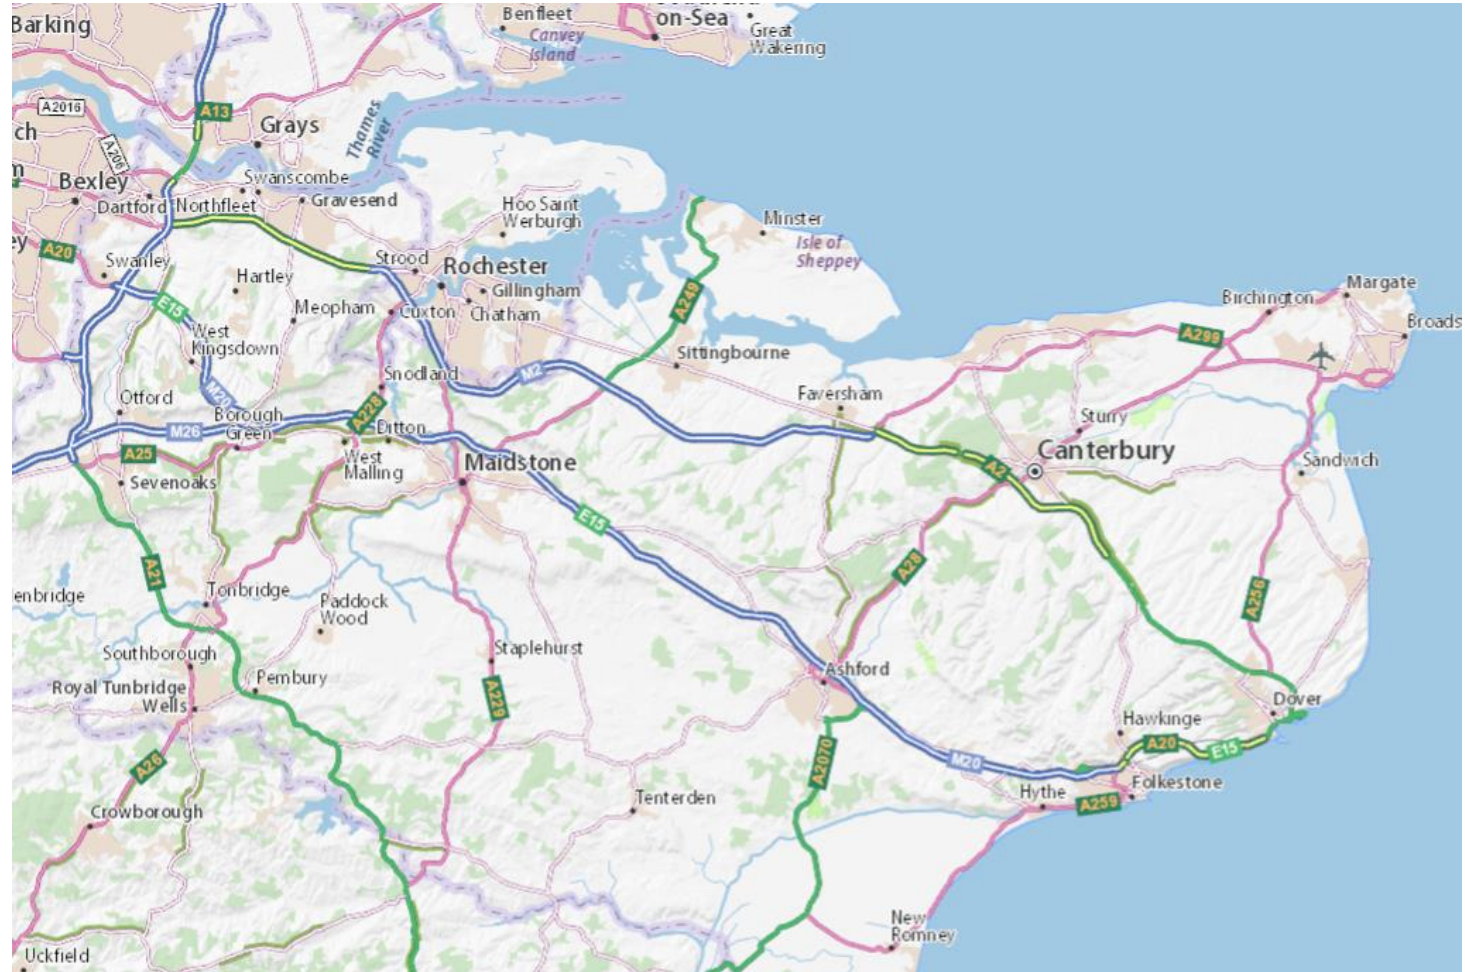 Barking
Benfleet
Canvey
Island
on-Sea
Great
Wakering
A2016
A13
ch
Grays
Thames
River
A206
m
Bexley
Swanscombe
Dartford
Northfleet
Gravesend
Hoo Saint
Werburgh
Minster
Isle of
Sheppey
ey
A20
Swanley
Hartley
Strood
Rochester
Gillingham
Chatham
Cuxton
Meopham
E15
A249
Margate
Birchington
Broads
A299
West
Kingsdown
M20
Snodland
M2
Sittingbourne
Faversham
Otford
Borough
Green
A228
M26
Ditton
Sturry
A25
West
Malling
Maidstone
A2
Canterbury
Sandwich
Sevenoaks
E15
A21
A28
A256
enbridge
Tonbridge
Paddock
Wood
Southborough
Staplehurst
Ashford
Royal Tunbridge
Wells
Pembury
A229
Dover
Hawkinge
A20
E15
A26
A2070
M20
Tenterden
Hythe
A259
Folkestone
Crowborough
New
Romney
Uckfield